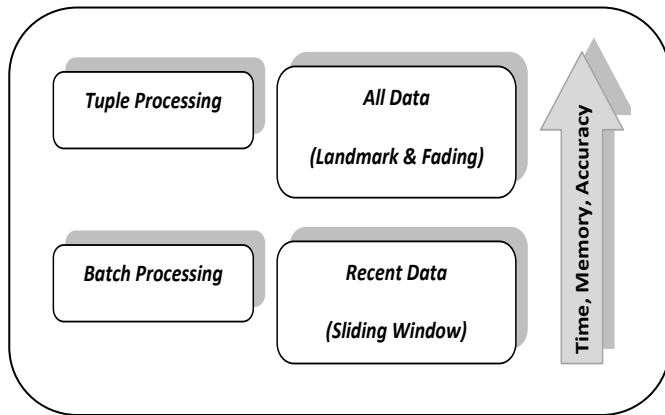 Tuple Processing
All Data
(Landmark & Fading)
Batch Processing
Recent Data
(Sliding Window)
Time, Memory, Accuracy